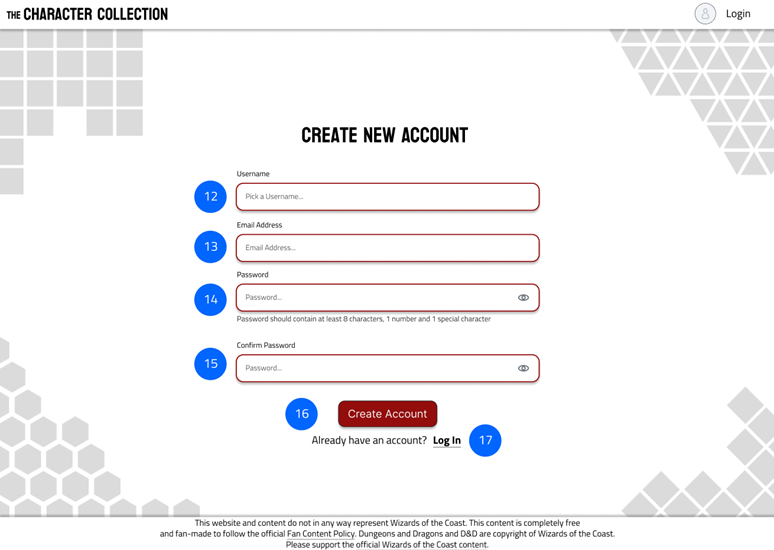 THE CHARACTER COLLECTION
Login
CREATE NEW ACCOUNT
Username
12
Pick a Username...
Email Address
13
Email Address...
Password
14
Password...
Password should contain at least 8 characters, 1 number and 1 special character
Confirm Password
15
Password...
16
Create Account
Already have an account? Log In
17
This website and content do not in any way represent Wizards of the Coast. This content is completely free
and fan-made to follow the official Fan Content Policy. Dungeons and Dragons and D&D are copyright of Wizards of the Coast.
Please support the official Wizards of the Coast content.